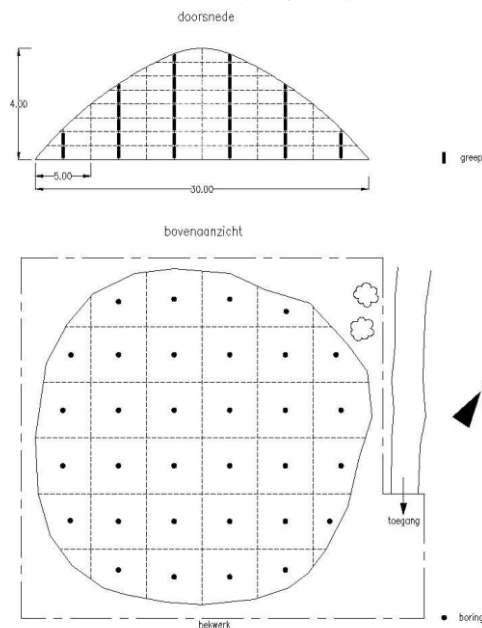 doorsnede
4.00
greep
5.00
30.00
bovenaanzicht
toegang
hekwerk
boring